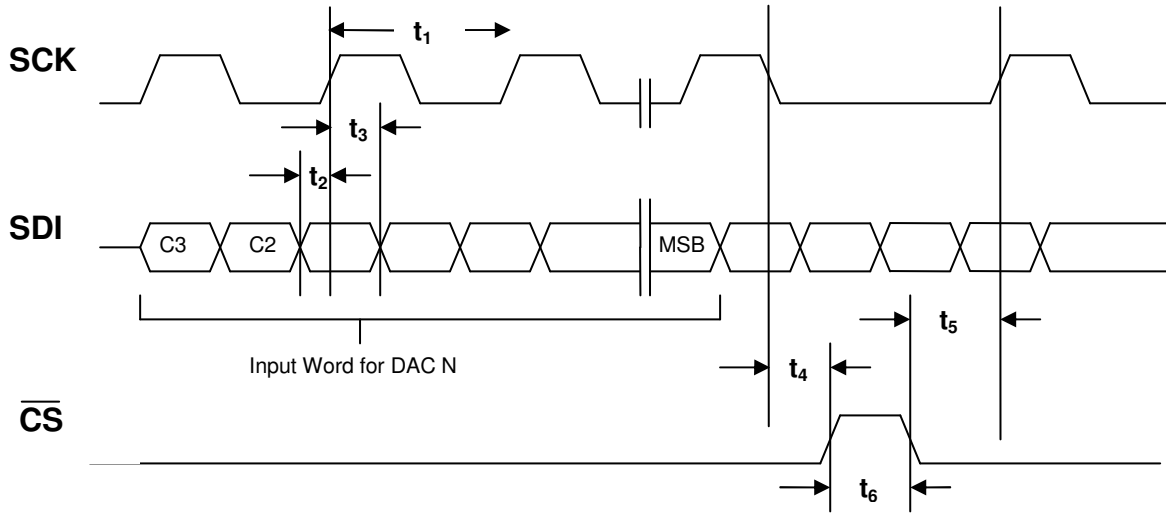 t1
SCK
t3
t2
SDI
C3
C2
MSB
t5
Input Word for DAC N
t4
CS
t6